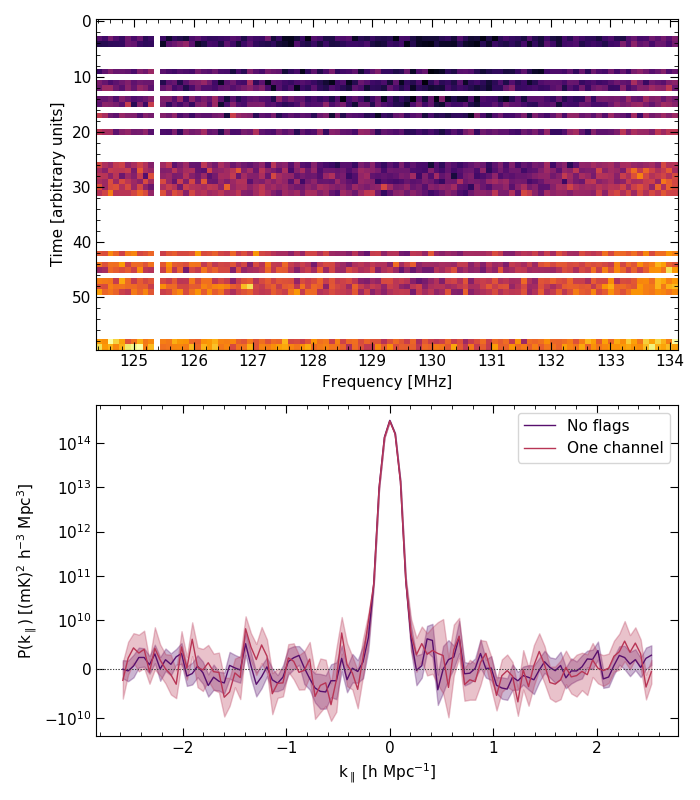 0
10
20
30
40
50
Time [arbitrary units]
125 126 127 128 129 130 131 132 133 134
Frequency [MHz]
No flags
One channel
10^14
10^13
10^12
10^11
10^10
0
−10^10
P(k∥) [(mK)² h⁻³ Mpc³]
−2 −1 0 1 2
k∥ [h Mpc⁻¹]